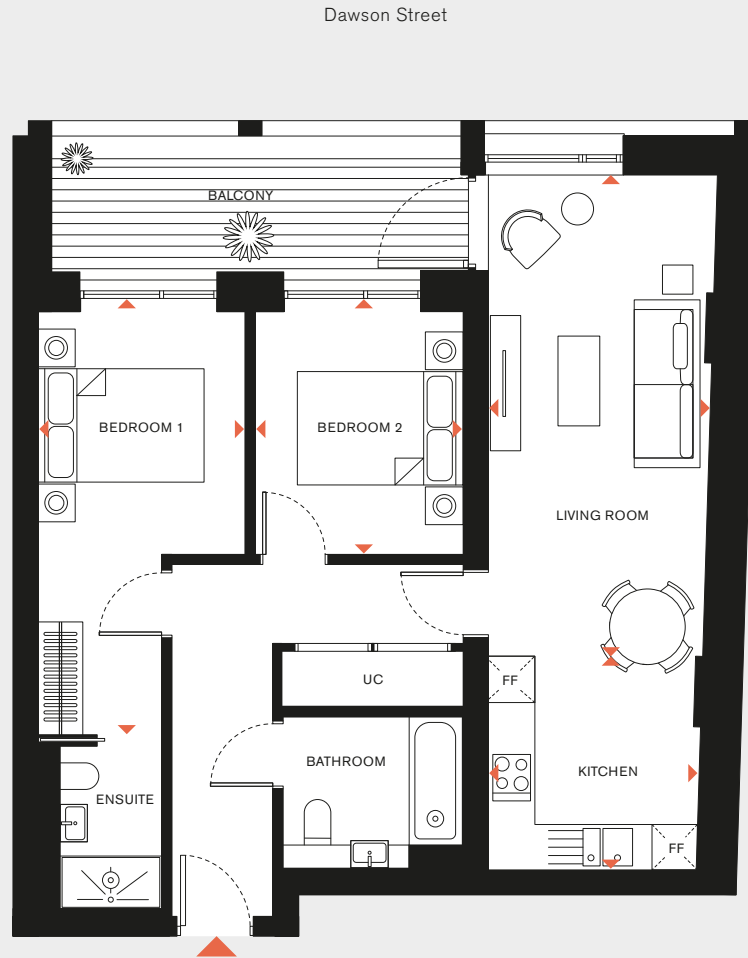 Dawson Street
BALCONY
BEDROOM 1
BEDROOM 2
LIVING ROOM
UC
FF
BATHROOM
KITCHEN
ENSUITE
FF